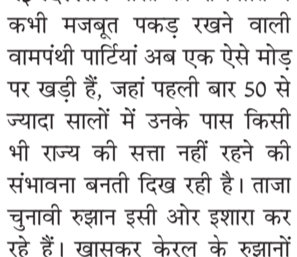 कभी मजबूत पकड़ रखने वाली
वामपंथी पार्टियां अब एक ऐसे मोड़
पर खड़ी हैं, जहां पहली बार 50 से
ज्यादा सालों में उनके पास किसी
भी राज्य की सत्ता नहीं रहने की
संभावना बनती दिख रही है। ताजा
चुनावी रुझान इसी ओर इशारा कर
रहे हैं। खासकर केरल के रुझानों